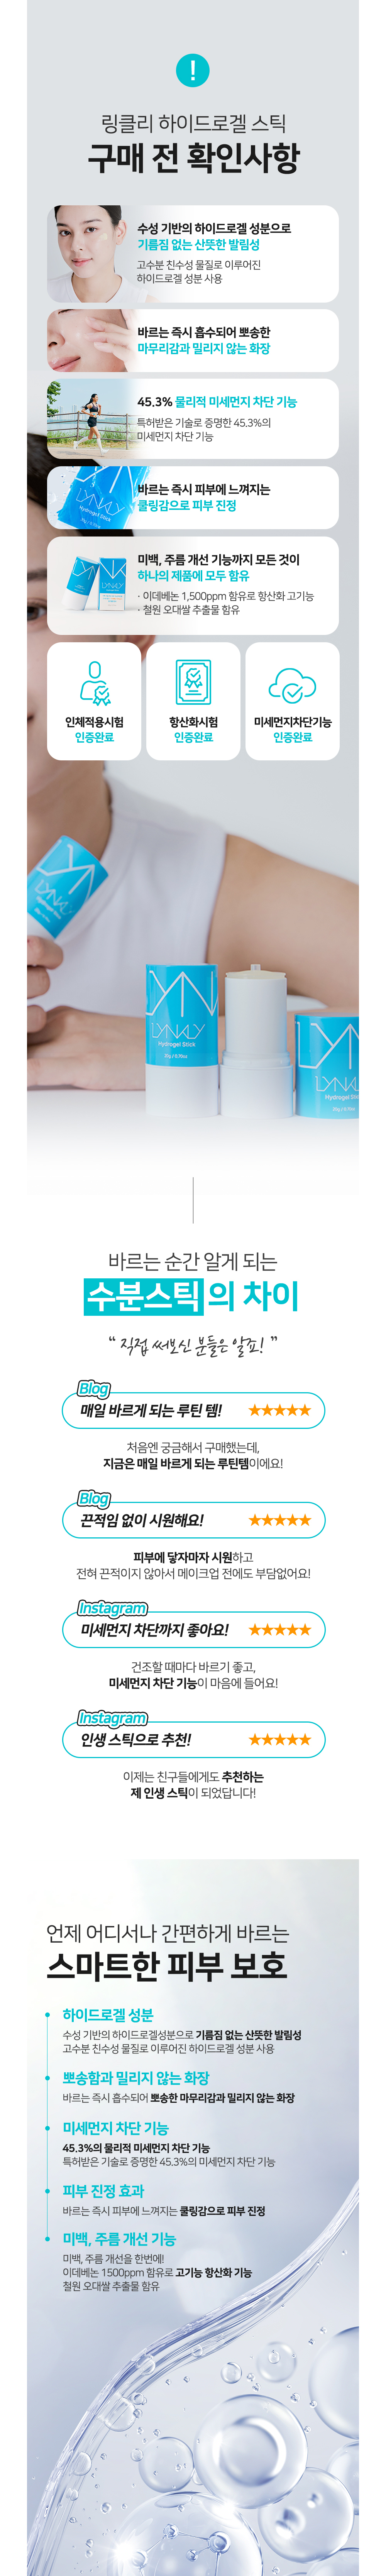 !
링클리 하이드로겔 스틱
구매 전 확인사항
수성 기반의 하이드로겔 성분으로
기름짐 없는 산뜻한 발림성
고수분 친수성 물질로 이루어진
하이드로겔 성분 사용
바르는 즉시 흡수되어 뽀송한
마무리감과 밀리지 않는 화장
45.3% 물리적 미세먼지 차단 기능
특허받은 기술로 증명한 45.3%의
미세먼지 차단 기능
바르는 즉시 피부에 느껴지는
쿨링감으로 피부 진정
LYNKLY
Hydrogel Stick
미백, 주름 개선 기능까지 모든 것이
하나의 제품에 모두 함유
· 이데베논 1,500ppm 함유로 항산화 고기능
· 철원 오대쌀 추출물 함유
LYNKLY
LYNKLY
인체적용시험
인증완료
항산화시험
인증완료
미세먼지차단기능
인증완료
LYNKLY
Hydrogel Stick
LYNKLY
Hydrogel Stick
20g / 0.70oz
LYNKLY
Hydrogel Stick
20g / 0.70oz
바르는 순간 알게 되는
수분스틱의 차이
“ 직접 써보신 분들은 알죠! ”
Blog
매일 바르게 되는 루틴 템! ★★★★★
처음엔 궁금해서 구매했는데,
지금은 매일 바르게 되는 루틴템이에요!
Blog
끈적임 없이 시원해요! ★★★★★
피부에 닿자마자 시원하고
전혀 끈적이지 않아서 메이크업 전에도 부담없어요!
Instagram
미세먼지 차단까지 좋아요! ★★★★★
건조할 때마다 바르기 좋고,
미세먼지 차단 기능이 마음에 들어요!
Instagram
인생 스틱으로 추천! ★★★★★
이제는 친구들에게도 추천하는
제 인생 스틱이 되었답니다!
언제 어디서나 간편하게 바르는
스마트한 피부 보호
하이드로겔 성분
수성 기반의 하이드로겔성분으로 기름짐 없는 산뜻한 발림성
고수분 친수성 물질로 이루어진 하이드로겔 성분 사용
뽀송함과 밀리지 않는 화장
바르는 즉시 흡수되어 뽀송한 마무리감과 밀리지 않는 화장
미세먼지 차단 기능
45.3%의 물리적 미세먼지 차단 기능
특허받은 기술로 증명한 45.3%의 미세먼지 차단 기능
피부 진정 효과
바르는 즉시 피부에 느껴지는 쿨링감으로 피부 진정
미백, 주름 개선 기능
미백, 주름 개선을 한번에!
이데베논 1500ppm 함유로 고기능 항산화 기능
철원 오대쌀 추출물 함유